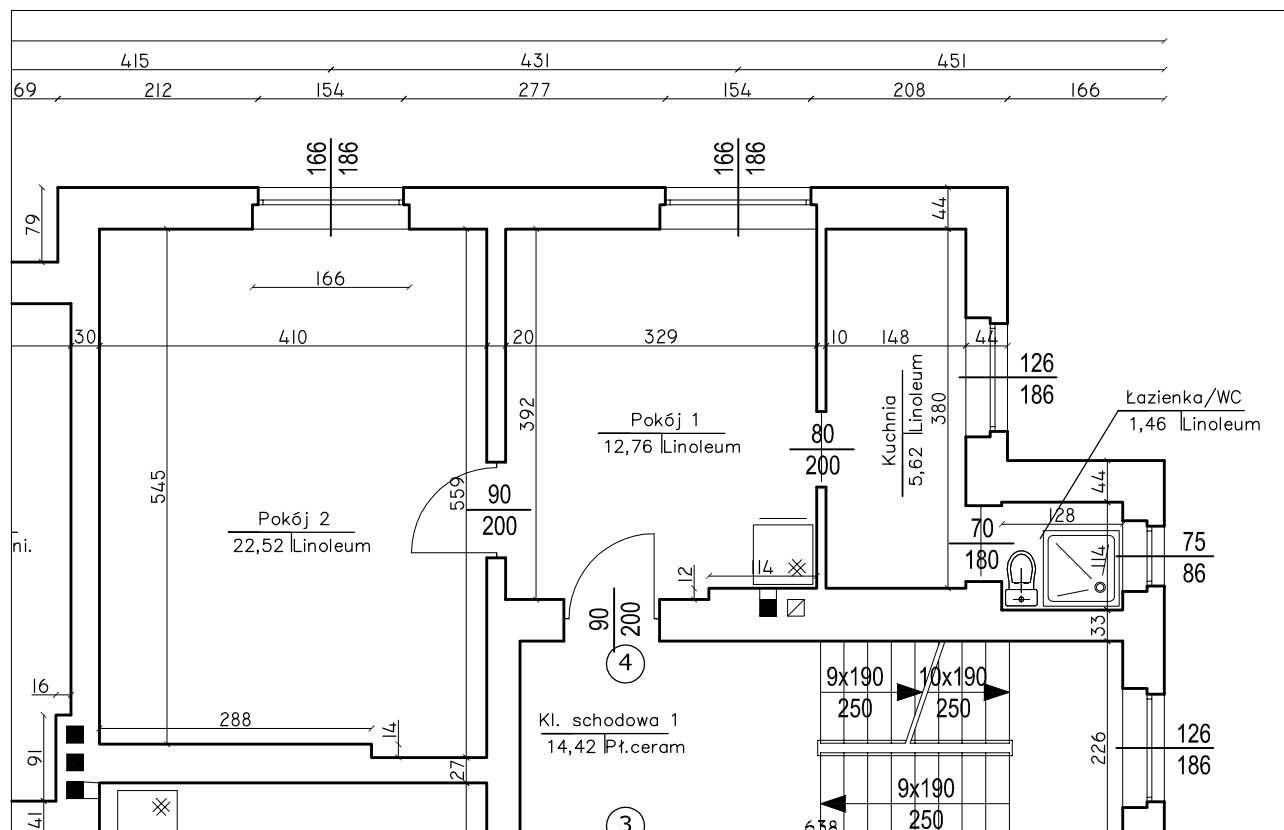 415 431 451
69 212 154 277 154 208 166
166 186 166 186
79
44
166
30 410 20 329 10 148 44
126
186
392
380
Kuchnia
5,62 Linoleum
Łazienka/WC
1,46 Linoleum
Pokój 1
12,76 Linoleum
80
200
44
545
559
90
200
Pokój 2
22,52 Linoleum
ni.
128
70
180
75
86
114
12
114
90
200
33
4
16
288
14
9x190
250
10x190
250
Kl. schodowa 1
14,42 Pł.ceram
91
27
226
126
186
9x190
250
41
3
638